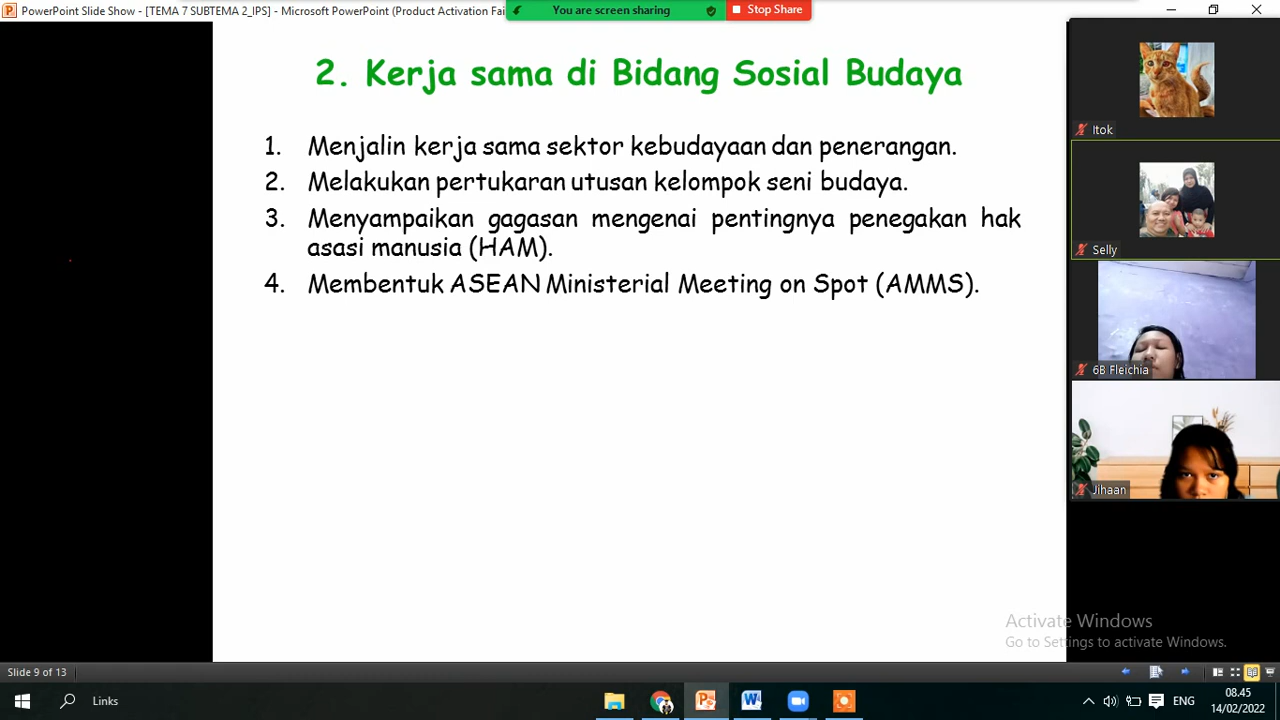 PowerPoint Slide Show - [TEMA 7 SUBTEMA 2_IPS] - Microsoft PowerPoint (Product Activation Fai
You are screen sharing
Stop Share
2. Kerja sama di Bidang Sosial Budaya
1. Menjalin kerja sama sektor kebudayaan dan penerangan.
2. Melakukan pertukaran utusan kelompok seni budaya.
3. Menyampaikan gagasan mengenai pentingnya penegakan hak
asasi manusia (HAM).
4. Membentuk ASEAN Ministerial Meeting on Spot (AMMS).
Itok
Selly
6B Fleichia
Jihaan
Activate Windows
Go to Settings to activate Windows.
Slide 9 of 13
Links
ENG
08.45
14/02/2022